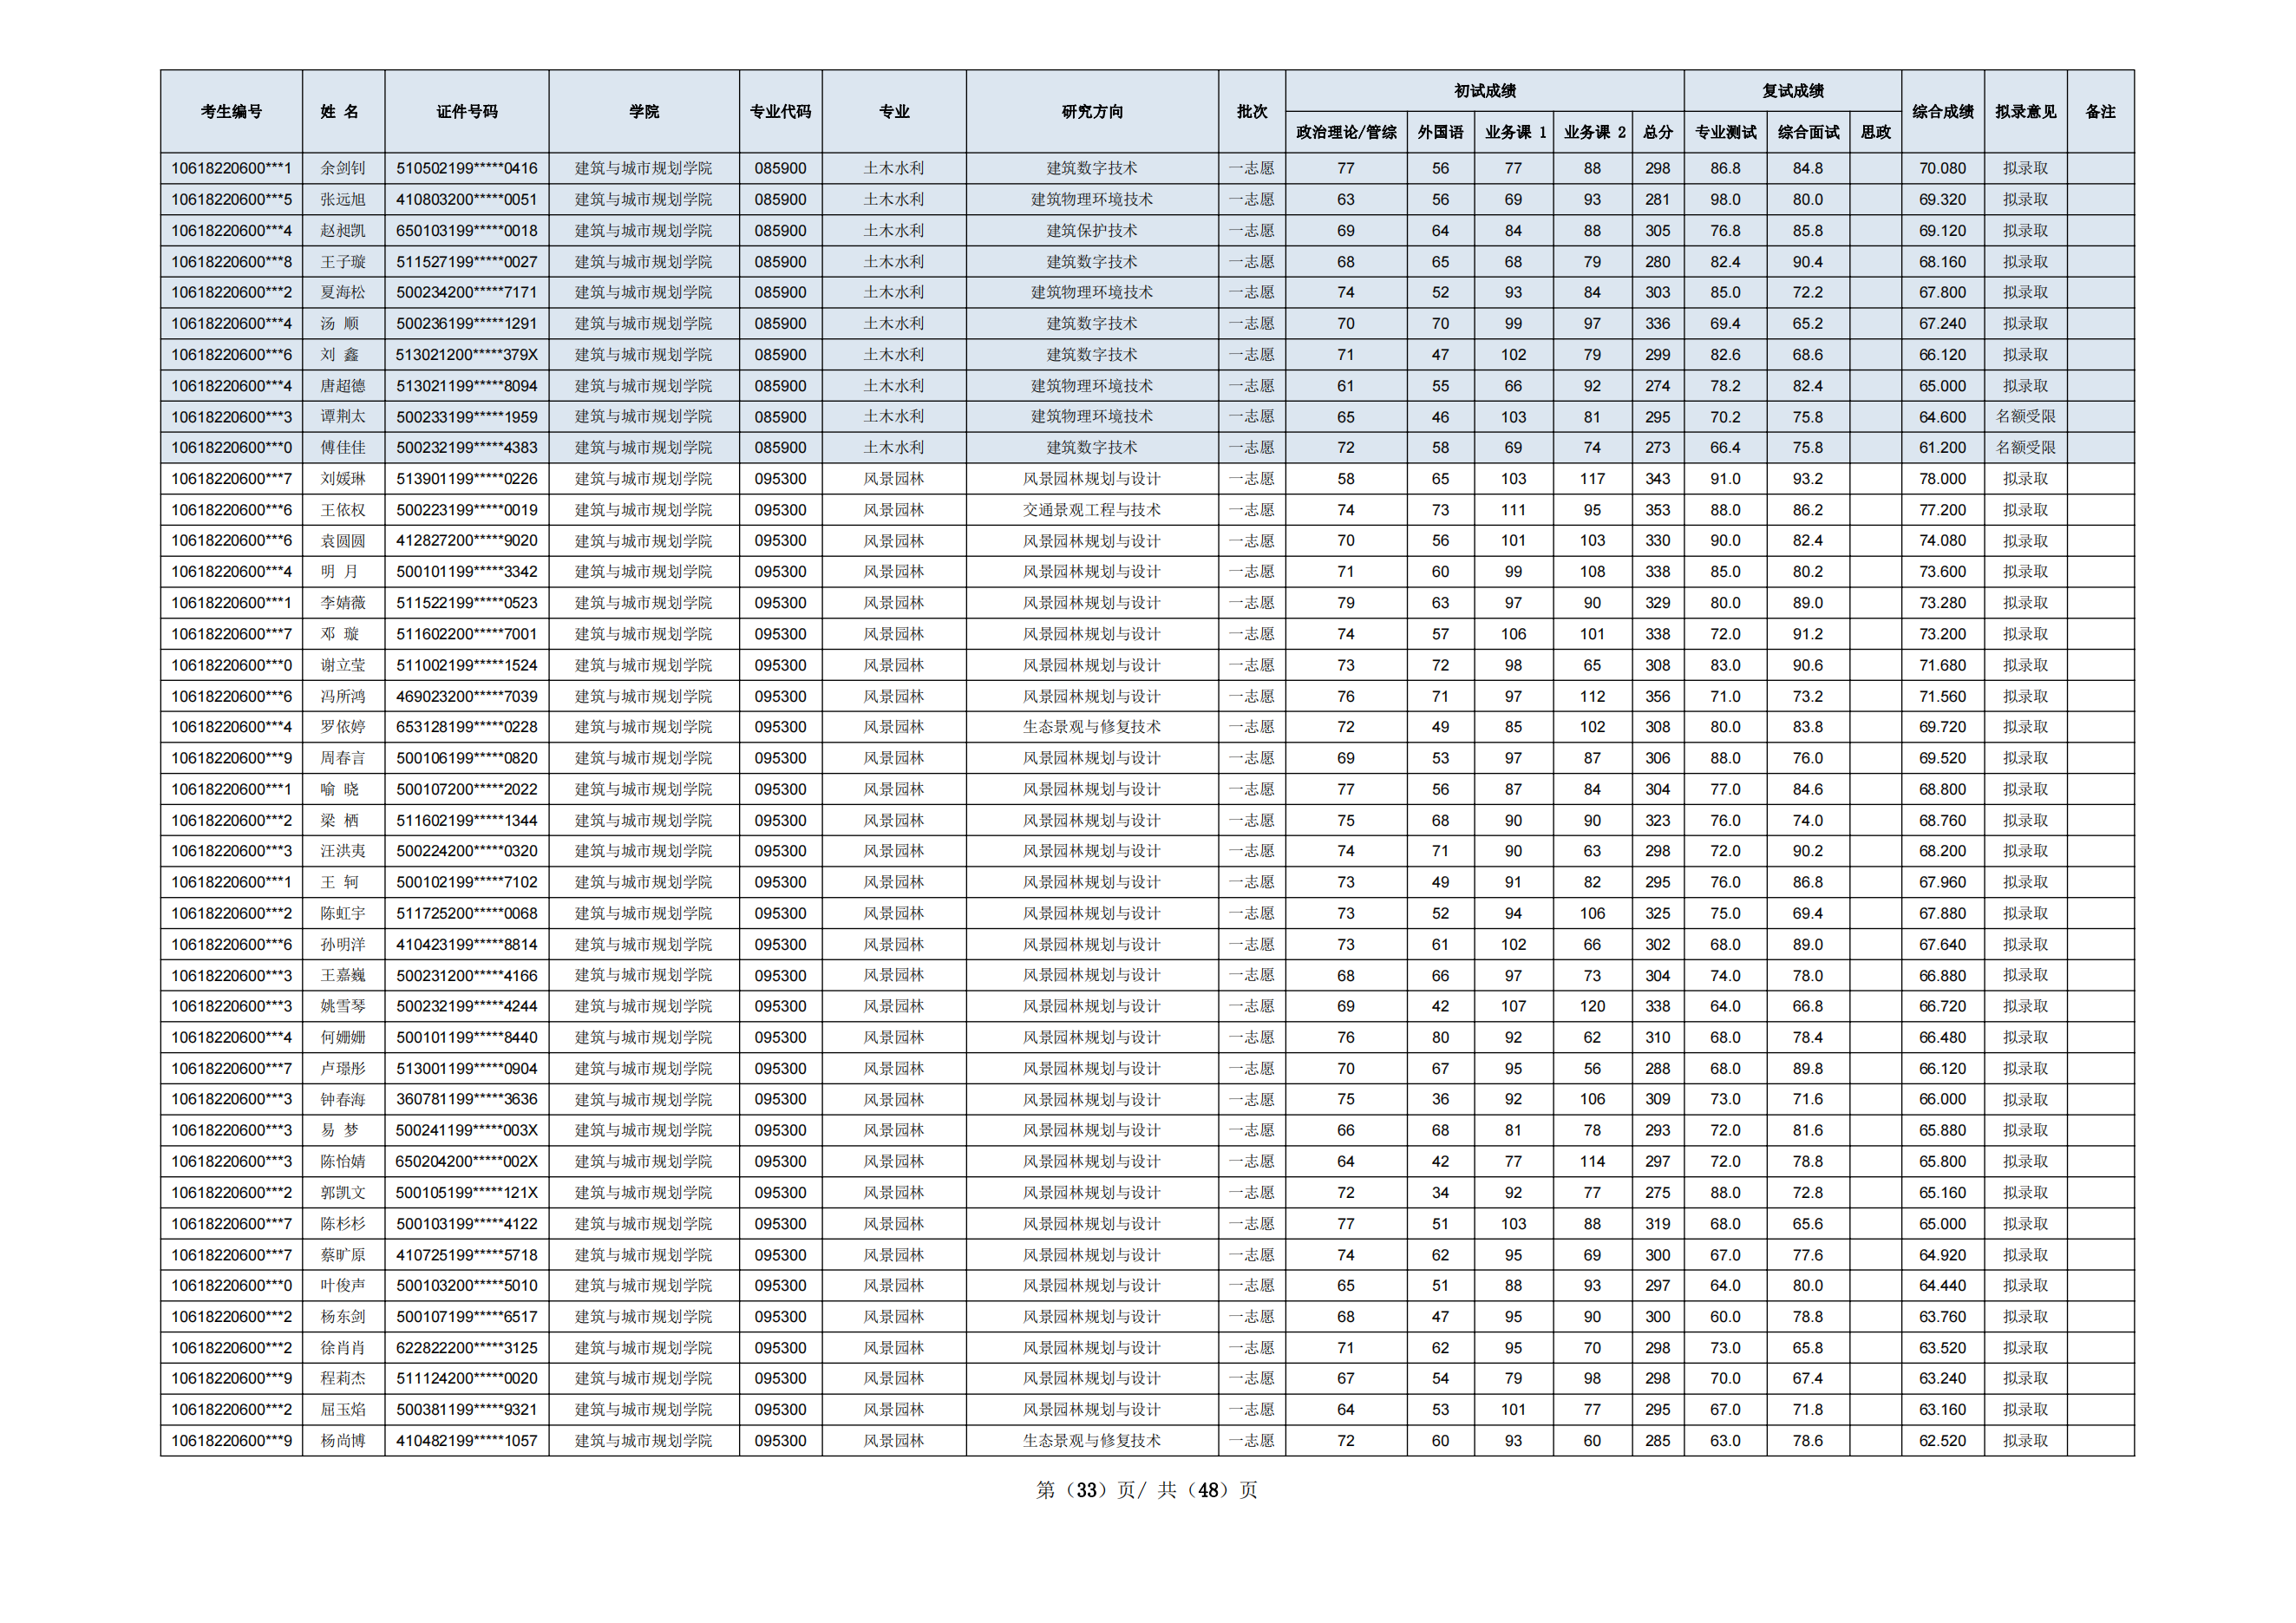 考生编号 姓 名 证件号码 学院 专业代码 专业 研究方向 批次 初试成绩 复试成绩 综合成绩 拟录意见 备注
政治理论/管综 外国语 业务课 1 业务课 2 总分 专业测试 综合面试 思政
10618220600***1 余剑钊 510502199*****0416 建筑与城市规划学院 085900 土木水利 建筑数字技术 一志愿 77 56 77 88 298 86.8 84.8 70.080 拟录取
10618220600***5 张远旭 410803200*****0051 建筑与城市规划学院 085900 土木水利 建筑物理环境技术 一志愿 63 56 69 93 281 98.0 80.0 69.320 拟录取
10618220600***4 赵昶凯 650103199*****0018 建筑与城市规划学院 085900 土木水利 建筑保护技术 一志愿 69 64 84 88 305 76.8 85.8 69.120 拟录取
10618220600***8 王子璇 511527199*****0027 建筑与城市规划学院 085900 土木水利 建筑数字技术 一志愿 68 65 68 79 280 82.4 90.4 68.160 拟录取
10618220600***2 夏海松 500234200*****7171 建筑与城市规划学院 085900 土木水利 建筑物理环境技术 一志愿 74 52 93 84 303 85.0 72.2 67.800 拟录取
10618220600***4 汤 顺 500236199*****1291 建筑与城市规划学院 085900 土木水利 建筑数字技术 一志愿 70 70 99 97 336 69.4 65.2 67.240 拟录取
10618220600***6 刘 鑫 513021200*****379X 建筑与城市规划学院 085900 土木水利 建筑数字技术 一志愿 71 47 102 79 299 82.6 68.6 66.120 拟录取
10618220600***4 唐超德 513021199*****8094 建筑与城市规划学院 085900 土木水利 建筑物理环境技术 一志愿 61 55 66 92 274 78.2 82.4 65.000 拟录取
10618220600***3 谭荆太 500233199*****1959 建筑与城市规划学院 085900 土木水利 建筑物理环境技术 一志愿 65 46 103 81 295 70.2 75.8 64.600 名额受限
10618220600***0 傅佳佳 500232199*****4383 建筑与城市规划学院 085900 土木水利 建筑数字技术 一志愿 72 58 69 74 273 66.4 75.8 61.200 名额受限
10618220600***7 刘媛琳 513901199*****0226 建筑与城市规划学院 095300 风景园林 风景园林规划与设计 一志愿 58 65 103 117 343 91.0 93.2 78.000 拟录取
10618220600***6 王依权 500223199*****0019 建筑与城市规划学院 095300 风景园林 交通景观工程与技术 一志愿 74 73 111 95 353 88.0 86.2 77.200 拟录取
10618220600***6 袁圆圆 412827200*****9020 建筑与城市规划学院 095300 风景园林 风景园林规划与设计 一志愿 70 56 101 103 330 90.0 82.4 74.080 拟录取
10618220600***4 明 月 500101199*****3342 建筑与城市规划学院 095300 风景园林 风景园林规划与设计 一志愿 71 60 99 108 338 85.0 80.2 73.600 拟录取
10618220600***1 李婧薇 511522199*****0523 建筑与城市规划学院 095300 风景园林 风景园林规划与设计 一志愿 79 63 97 90 329 80.0 89.0 73.280 拟录取
10618220600***7 邓 璇 511602200*****7001 建筑与城市规划学院 095300 风景园林 风景园林规划与设计 一志愿 74 57 106 101 338 72.0 91.2 73.200 拟录取
10618220600***0 谢立莹 511002199*****1524 建筑与城市规划学院 095300 风景园林 风景园林规划与设计 一志愿 73 72 98 65 308 83.0 90.6 71.680 拟录取
10618220600***6 冯所鸿 469023200*****7039 建筑与城市规划学院 095300 风景园林 风景园林规划与设计 一志愿 76 71 97 112 356 71.0 73.2 71.560 拟录取
10618220600***4 罗依婷 653128199*****0228 建筑与城市规划学院 095300 风景园林 生态景观与修复技术 一志愿 72 49 85 102 308 80.0 83.8 69.720 拟录取
10618220600***9 周春言 500106199*****0820 建筑与城市规划学院 095300 风景园林 风景园林规划与设计 一志愿 69 53 97 87 306 88.0 76.0 69.520 拟录取
10618220600***1 喻 晓 500107200*****2022 建筑与城市规划学院 095300 风景园林 风景园林规划与设计 一志愿 77 56 87 84 304 77.0 84.6 68.800 拟录取
10618220600***2 梁 栖 511602199*****1344 建筑与城市规划学院 095300 风景园林 风景园林规划与设计 一志愿 75 68 90 90 323 76.0 74.0 68.760 拟录取
10618220600***3 汪洪夷 500224200*****0320 建筑与城市规划学院 095300 风景园林 风景园林规划与设计 一志愿 74 71 90 63 298 72.0 90.2 68.200 拟录取
10618220600***1 王 轲 500102199*****7102 建筑与城市规划学院 095300 风景园林 风景园林规划与设计 一志愿 73 49 91 82 295 76.0 86.8 67.960 拟录取
10618220600***2 陈虹宇 511725200*****0068 建筑与城市规划学院 095300 风景园林 风景园林规划与设计 一志愿 73 52 94 106 325 75.0 69.4 67.880 拟录取
10618220600***6 孙明洋 410423199*****8814 建筑与城市规划学院 095300 风景园林 风景园林规划与设计 一志愿 73 61 102 66 302 68.0 89.0 67.640 拟录取
10618220600***3 王嘉巍 500231200*****4166 建筑与城市规划学院 095300 风景园林 风景园林规划与设计 一志愿 68 66 97 73 304 74.0 78.0 66.880 拟录取
10618220600***3 姚雪琴 500232199*****4244 建筑与城市规划学院 095300 风景园林 风景园林规划与设计 一志愿 69 42 107 120 338 64.0 66.8 66.720 拟录取
10618220600***4 何姗姗 500101199*****8440 建筑与城市规划学院 095300 风景园林 风景园林规划与设计 一志愿 76 80 92 62 310 68.0 78.4 66.480 拟录取
10618220600***7 卢璟彤 513001199*****0904 建筑与城市规划学院 095300 风景园林 风景园林规划与设计 一志愿 70 67 95 56 288 68.0 89.8 66.120 拟录取
10618220600***3 钟春海 360781199*****3636 建筑与城市规划学院 095300 风景园林 风景园林规划与设计 一志愿 75 36 92 106 309 73.0 71.6 66.000 拟录取
10618220600***3 易 梦 500241199*****003X 建筑与城市规划学院 095300 风景园林 风景园林规划与设计 一志愿 66 68 81 78 293 72.0 81.6 65.880 拟录取
10618220600***3 陈怡婧 650204200*****002X 建筑与城市规划学院 095300 风景园林 风景园林规划与设计 一志愿 64 42 77 114 297 72.0 78.8 65.800 拟录取
10618220600***2 郭凯文 500105199*****121X 建筑与城市规划学院 095300 风景园林 风景园林规划与设计 一志愿 72 34 92 77 275 88.0 72.8 65.160 拟录取
10618220600***7 陈杉杉 500103199*****4122 建筑与城市规划学院 095300 风景园林 风景园林规划与设计 一志愿 77 51 103 88 319 68.0 65.6 65.000 拟录取
10618220600***7 蔡旷原 410725199*****5718 建筑与城市规划学院 095300 风景园林 风景园林规划与设计 一志愿 74 62 95 69 300 67.0 77.6 64.920 拟录取
10618220600***0 叶俊声 500103200*****5010 建筑与城市规划学院 095300 风景园林 风景园林规划与设计 一志愿 65 51 88 93 297 64.0 80.0 64.440 拟录取
10618220600***2 杨东剑 500107199*****6517 建筑与城市规划学院 095300 风景园林 风景园林规划与设计 一志愿 68 47 95 90 300 60.0 78.8 63.760 拟录取
10618220600***2 徐肖肖 622822200*****3125 建筑与城市规划学院 095300 风景园林 风景园林规划与设计 一志愿 71 62 95 70 298 73.0 65.8 63.520 拟录取
10618220600***9 程莉杰 511124200*****0020 建筑与城市规划学院 095300 风景园林 风景园林规划与设计 一志愿 67 54 79 98 298 70.0 67.4 63.240 拟录取
10618220600***2 屈玉焰 500381199*****9321 建筑与城市规划学院 095300 风景园林 风景园林规划与设计 一志愿 64 53 101 77 295 67.0 71.8 63.160 拟录取
10618220600***9 杨尚博 410482199*****1057 建筑与城市规划学院 095300 风景园林 生态景观与修复技术 一志愿 72 60 93 60 285 63.0 78.6 62.520 拟录取
第（33）页/ 共（48）页